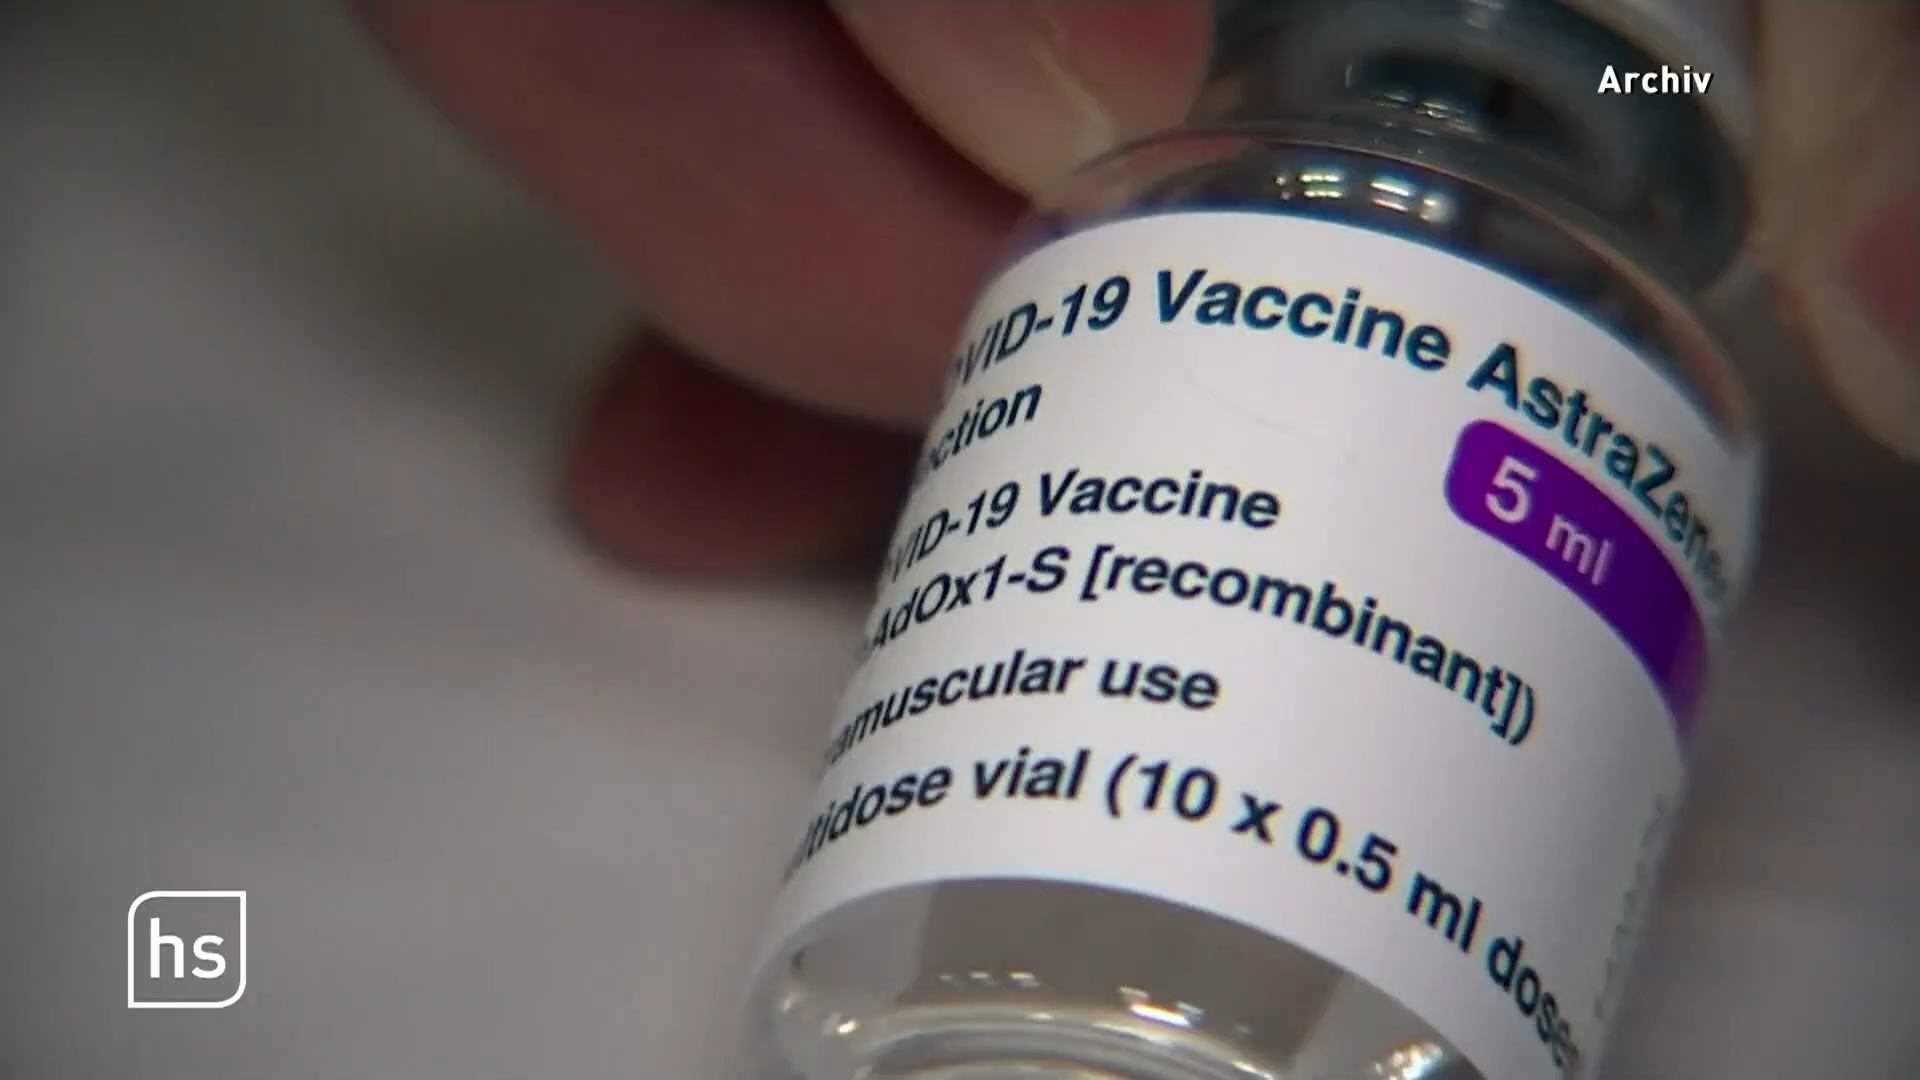 Archiv
VID-19 Vaccine AstraZene
ction
5 ml
VID-19 Vaccine
AdOx1-S [recombinant])
amuscular use
tidose vial (10 x 0.5 ml dose
hs